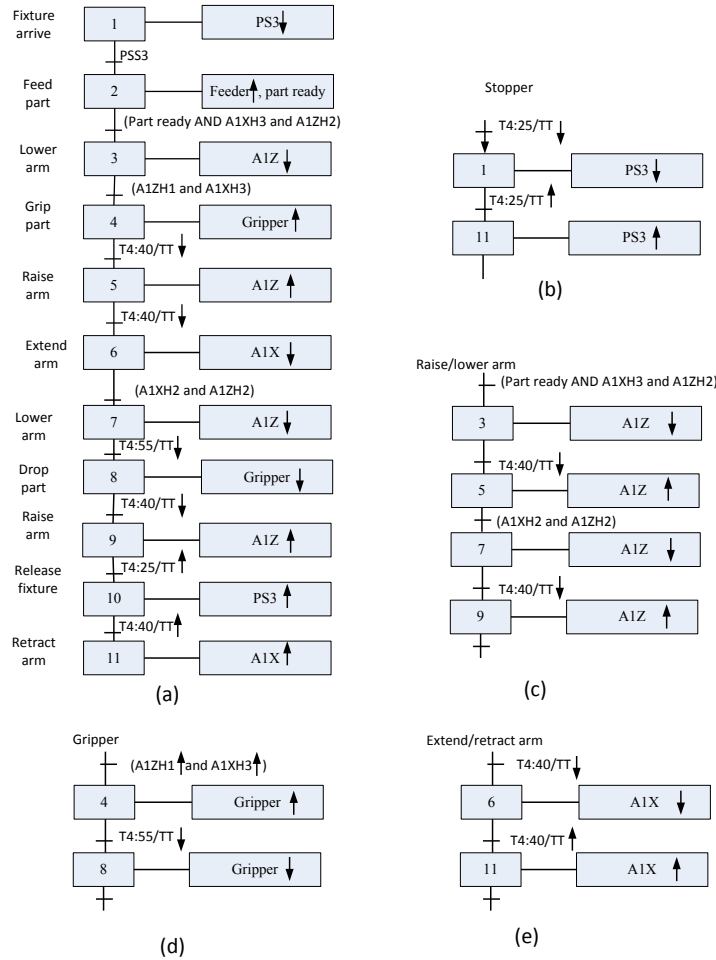 Fixture arrive
1
PS3
PSS3
Feed part
2
Feeder , part ready
(Part ready AND A1XH3 and A1ZH2)
Lower arm
3
A1Z
(A1ZH1 and A1XH3)
Grip part
4
Gripper
T4:40/TT
Raise arm
5
A1Z
T4:40/TT
Extend arm
6
A1X
(A1XH2 and A1ZH2)
Lower arm
7
A1Z
T4:55/TT
Drop part
8
Gripper
T4:40/TT
Raise arm
9
A1Z
T4:25/TT
Release fixture
10
PS3
T4:40/TT
Retract arm
11
A1X
(a)
Stopper
T4:25/TT
1
PS3
T4:25/TT
11
PS3
(b)
Raise/lower arm
(Part ready AND A1XH3 and A1ZH2)
3
A1Z
T4:40/TT
5
A1Z
(A1XH2 and A1ZH2)
7
A1Z
T4:40/TT
9
A1Z
(c)
Gripper
(A1ZH1 and A1XH3 )
4
Gripper
T4:55/TT
8
Gripper
(d)
Extend/retract arm
T4:40/TT
6
A1X
T4:40/TT
11
A1X
(e)